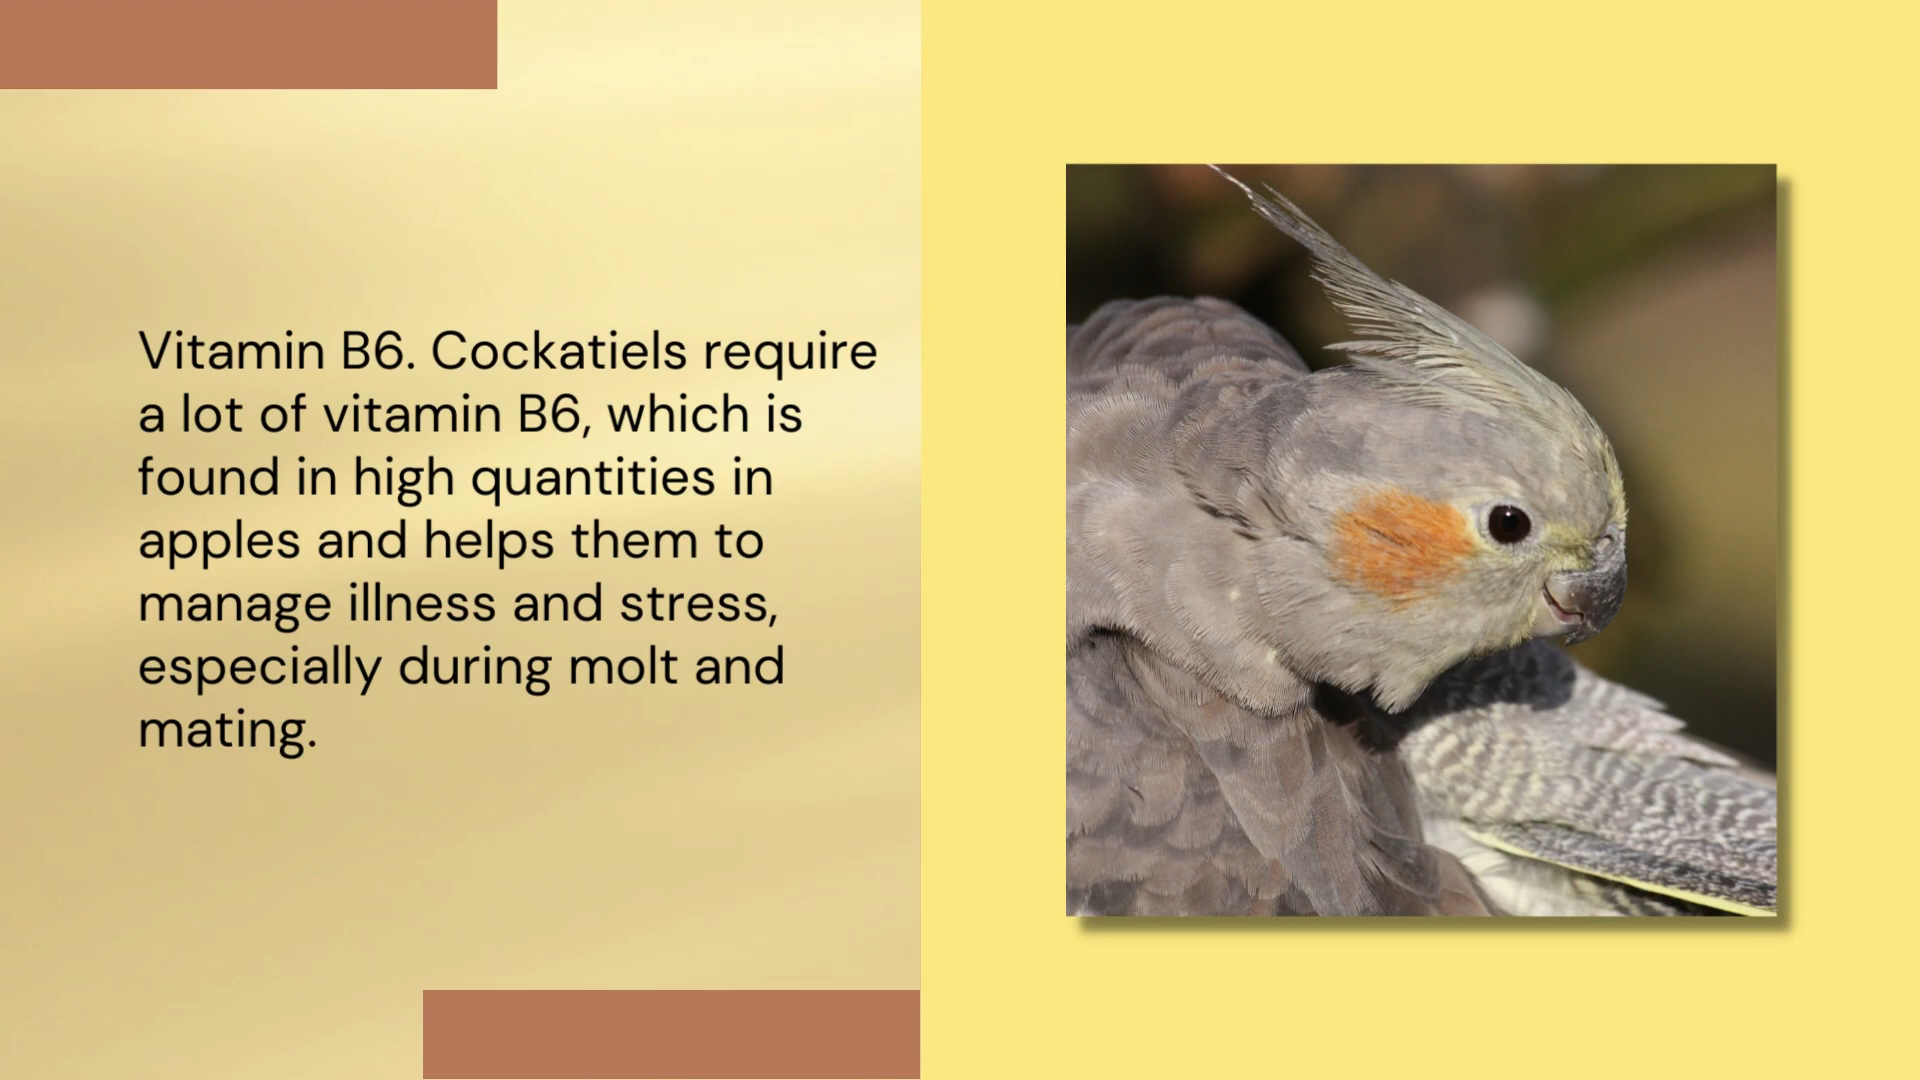 Vitamin B6. Cockatiels require
a lot of vitamin B6, which is
found in high quantities in
apples and helps them to
manage illness and stress,
especially during molt and
mating.